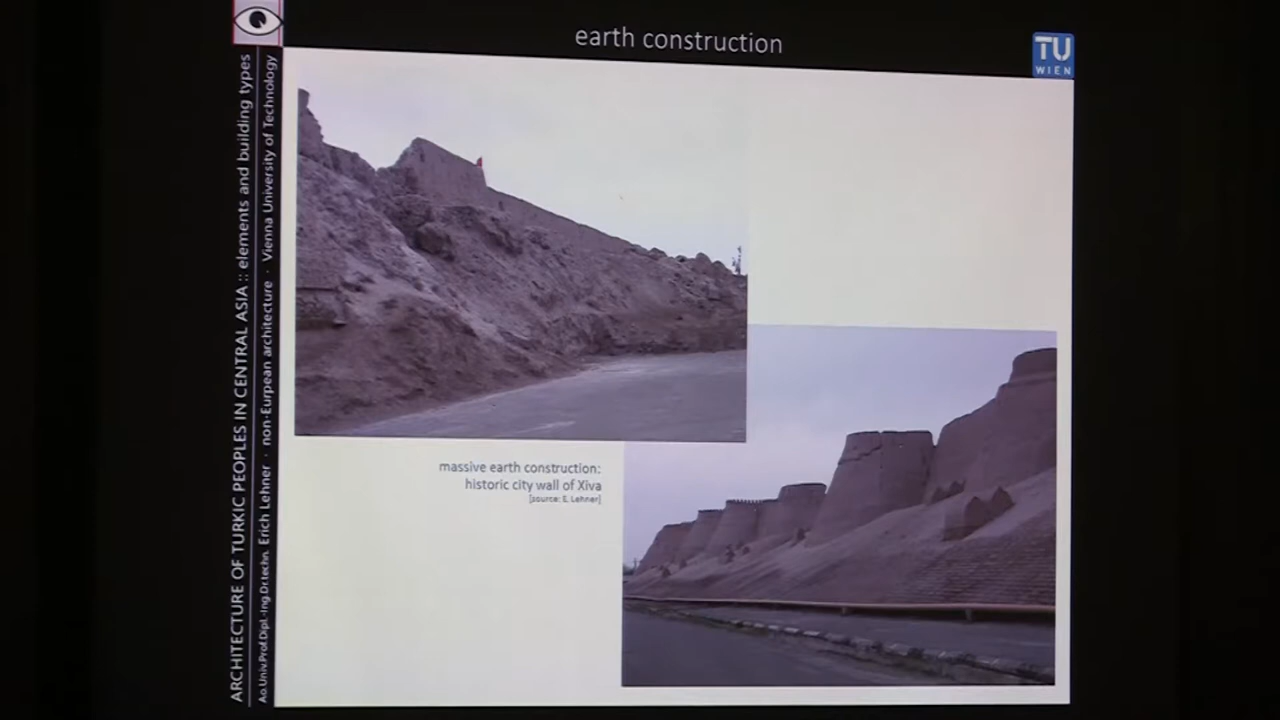 earth construction
TU
WIEN
ARCHITECTURE OF TURKIC PEOPLES IN CENTRAL ASIA :: elements and building types
Ao.Univ.Prof.Dipl.-Ing Dr.techn. Erich Lehner · non-Eurpean architecture · Vienna University of Technology
massive earth construction:
historic city wall of Xiva
[source: E. Lehner]